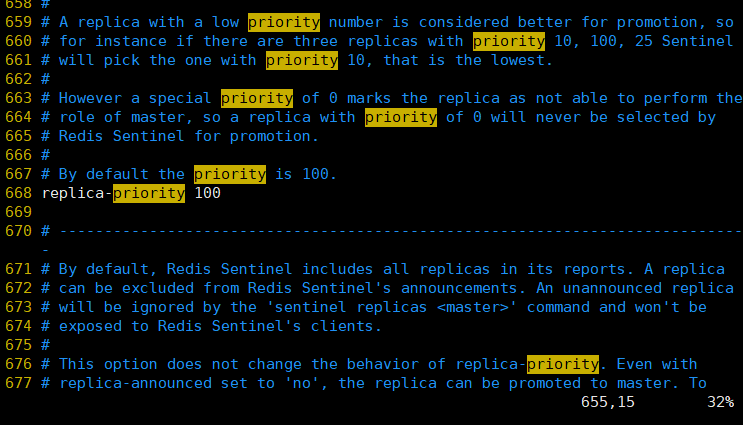 658 #
659 # A replica with a low priority number is considered better for promotion, so
660 # for instance if there are three replicas with priority 10, 100, 25 Sentinel
661 # will pick the one with priority 10, that is the lowest.
662 #
663 # However a special priority of 0 marks the replica as not able to perform the
664 # role of master, so a replica with priority of 0 will never be selected by
665 # Redis Sentinel for promotion.
666 #
667 # By default the priority is 100.
668 replica-priority 100
669
670 # -----------------------------------------------------------------------------
-
671 # By default, Redis Sentinel includes all replicas in its reports. A replica
672 # can be excluded from Redis Sentinel's announcements. An unannounced replica
673 # will be ignored by the 'sentinel replicas <master>' command and won't be
674 # exposed to Redis Sentinel's clients.
675 #
676 # This option does not change the behavior of replica-priority. Even with
677 # replica-announced set to 'no', the replica can be promoted to master. To
655,15 32%